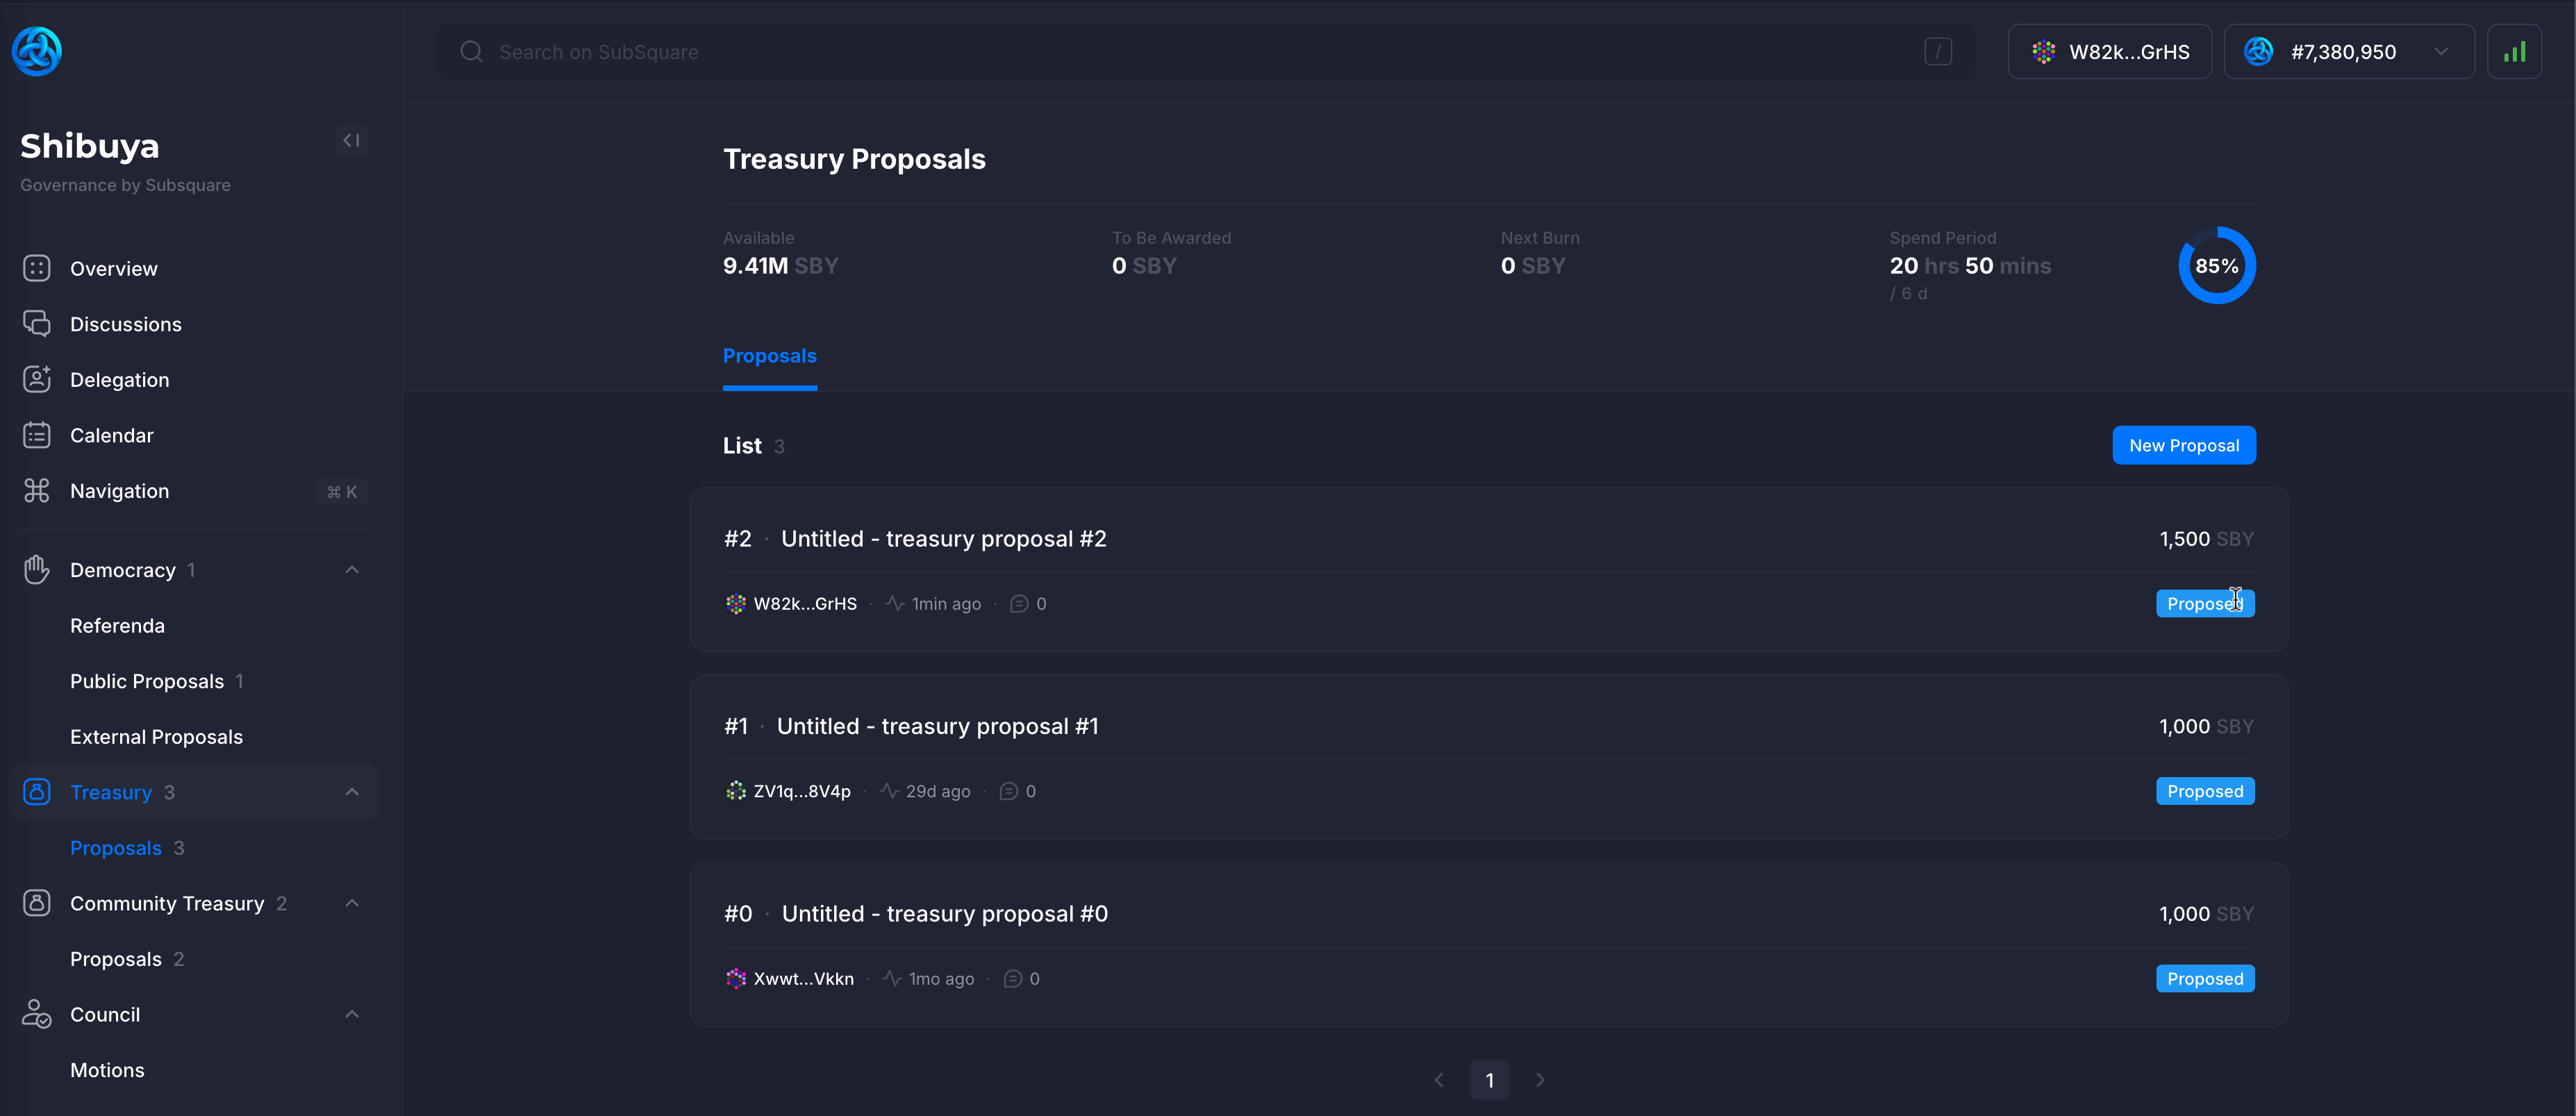 Search on SubSquare
/
W82k...GrHS
#7,380,950
Shibuya
Governance by Subsquare
Overview
Discussions
Delegation
Calendar
Navigation ⌘ K
Democracy 1
Referenda
Public Proposals 1
External Proposals
Treasury 3
Proposals 3
Community Treasury 2
Proposals 2
Council
Motions
Treasury Proposals
Available
9.41M SBY
To Be Awarded
0 SBY
Next Burn
0 SBY
Spend Period
20 hrs 50 mins
/ 6 d
85%
Proposals
List 3
New Proposal
#2 · Untitled - treasury proposal #2
1,500 SBY
W82k...GrHS · 1min ago · 0
Proposed
#1 · Untitled - treasury proposal #1
1,000 SBY
ZV1q...8V4p · 29d ago · 0
Proposed
#0 · Untitled - treasury proposal #0
1,000 SBY
Xwwt...Vkkn · 1mo ago · 0
Proposed
1